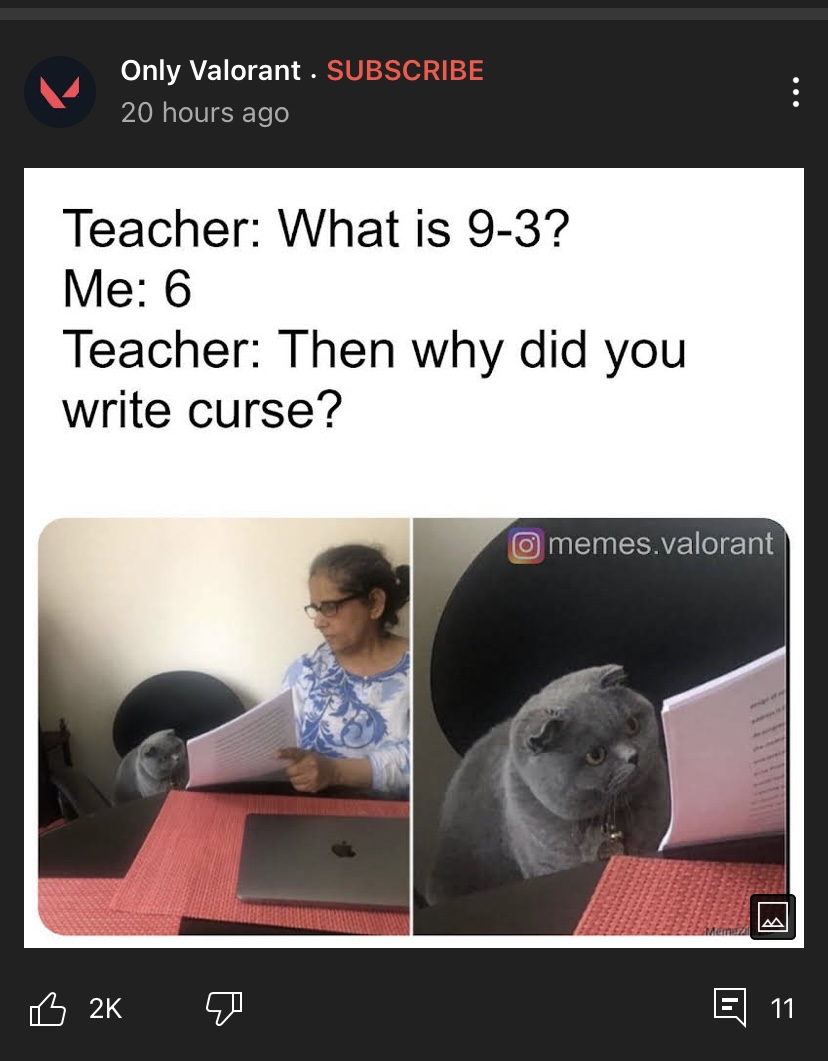 Only Valorant . SUBSCRIBE
20 hours ago
Teacher: What is 9-3?
Me: 6
Teacher: Then why did you
write curse?
memes.valorant
2K
11